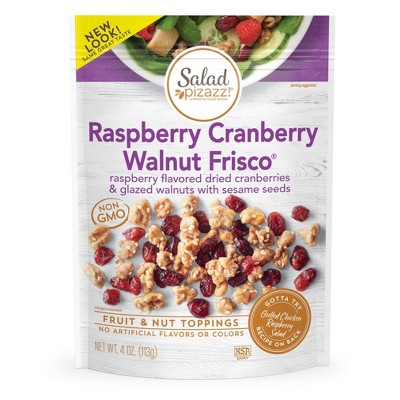 NEW
LOOK!
SAME GREAT TASTE
Salad
pizazz!®
Raspberry Cranberry
Walnut Frisco®
raspberry flavored dried cranberries
& glazed walnuts with sesame seeds
NON
GMO
FRUIT & NUT TOPPINGS
NO ARTIFICIAL FLAVORS OR COLORS
NET WT. 4 OZ. (113g)
GOTTA TRY
Grilled Chicken
Raspberry
Salad
RECIPE ON BACK
KSA
DAIRY